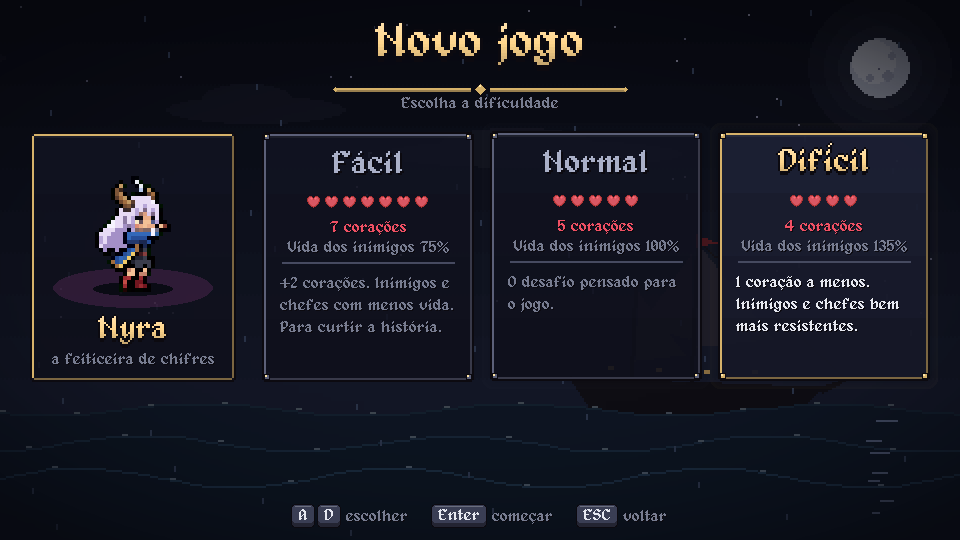 Novo jogo
Escolha a dificuldade
Nyra
a feiticeira de chifres
Fácil
7 corações
Vida dos inimigos 75%
+2 corações. Inimigos e
chefes com menos vida.
Para curtir a história.
Normal
5 corações
Vida dos inimigos 100%
O desafio pensado para
o jogo.
Difícil
4 corações
Vida dos inimigos 135%
1 coração a menos.
Inimigos e chefes bem
mais resistentes.
A D escolher Enter começar ESC voltar